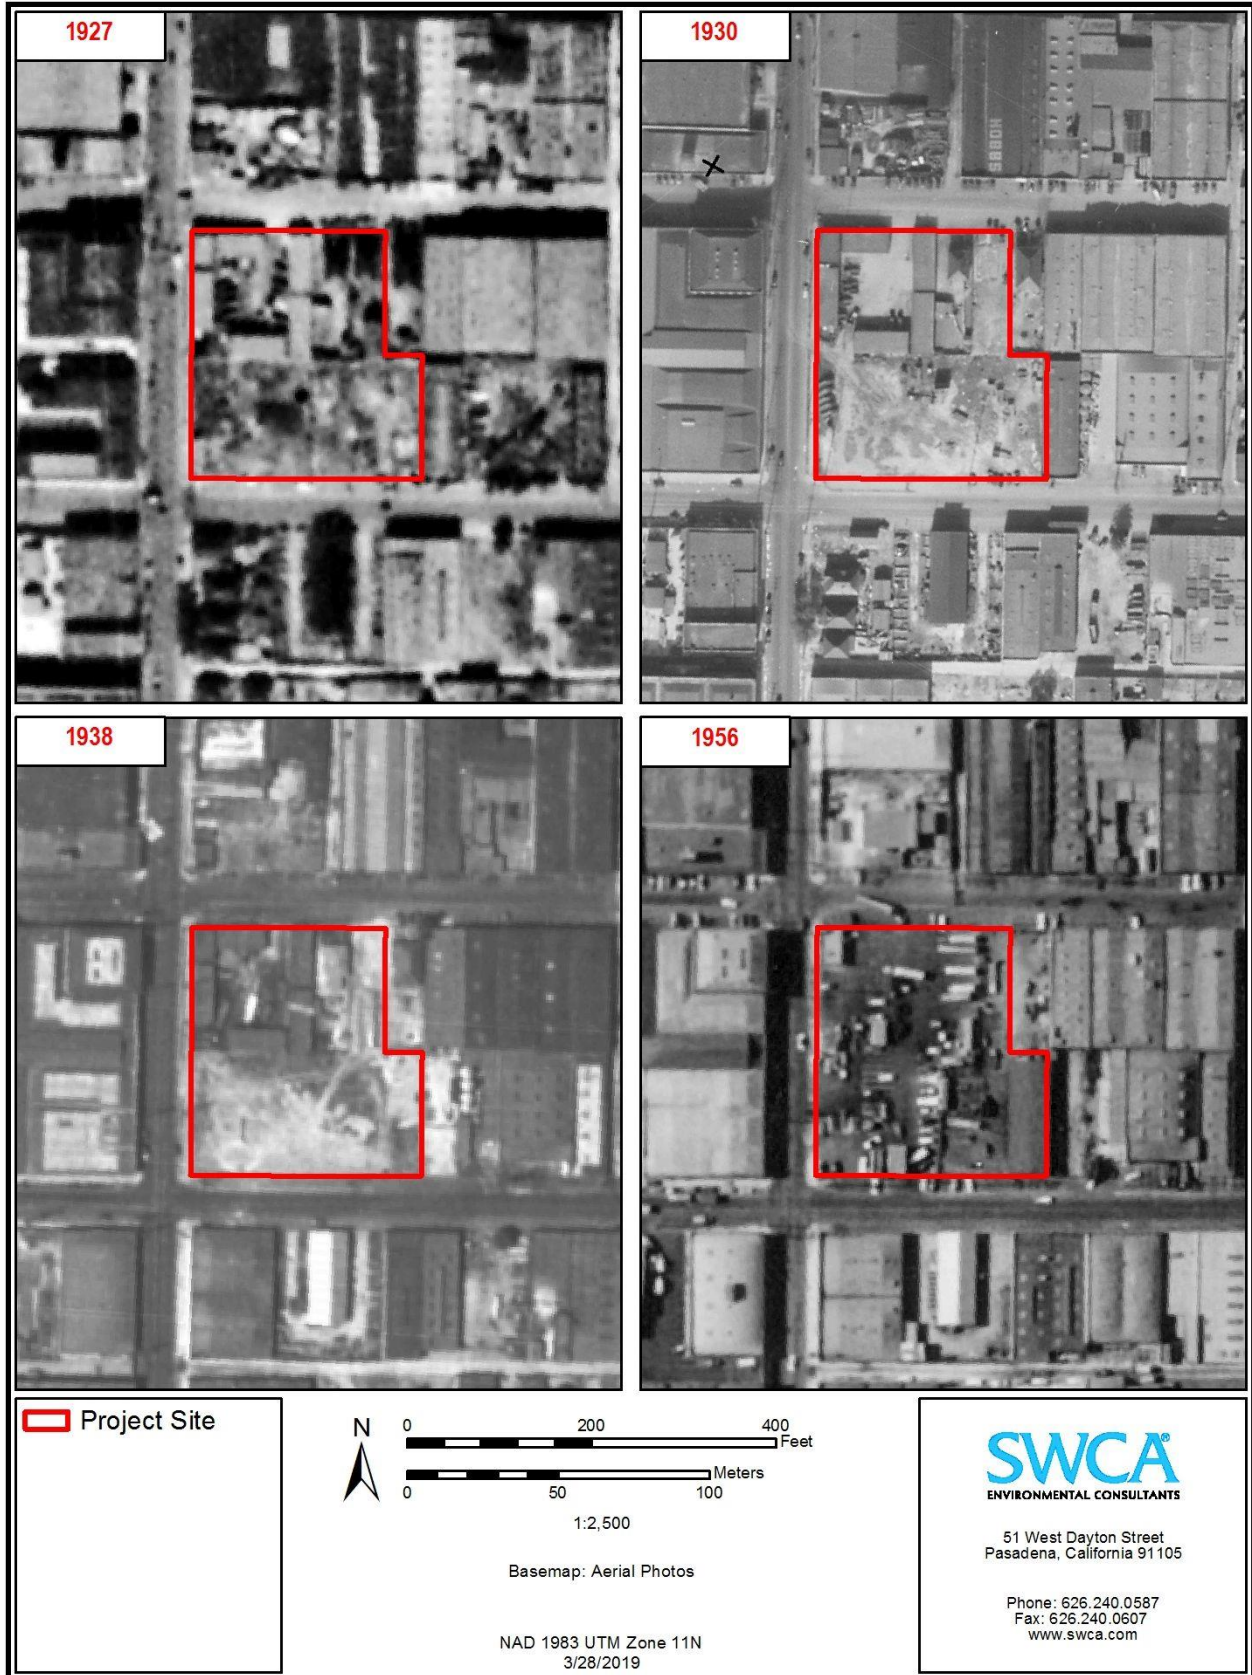 1927
1930
HOBBS
1938
1956
Project Site
N
0 200 400
Feet
Meters
0 50 100
1:2,500
Basemap: Aerial Photos
NAD 1983 UTM Zone 11N
3/28/2019
SWCA®
ENVIRONMENTAL CONSULTANTS
51 West Dayton Street
Pasadena, California 91105
Phone: 626.240.0587
Fax: 626.240.0607
www.swca.com